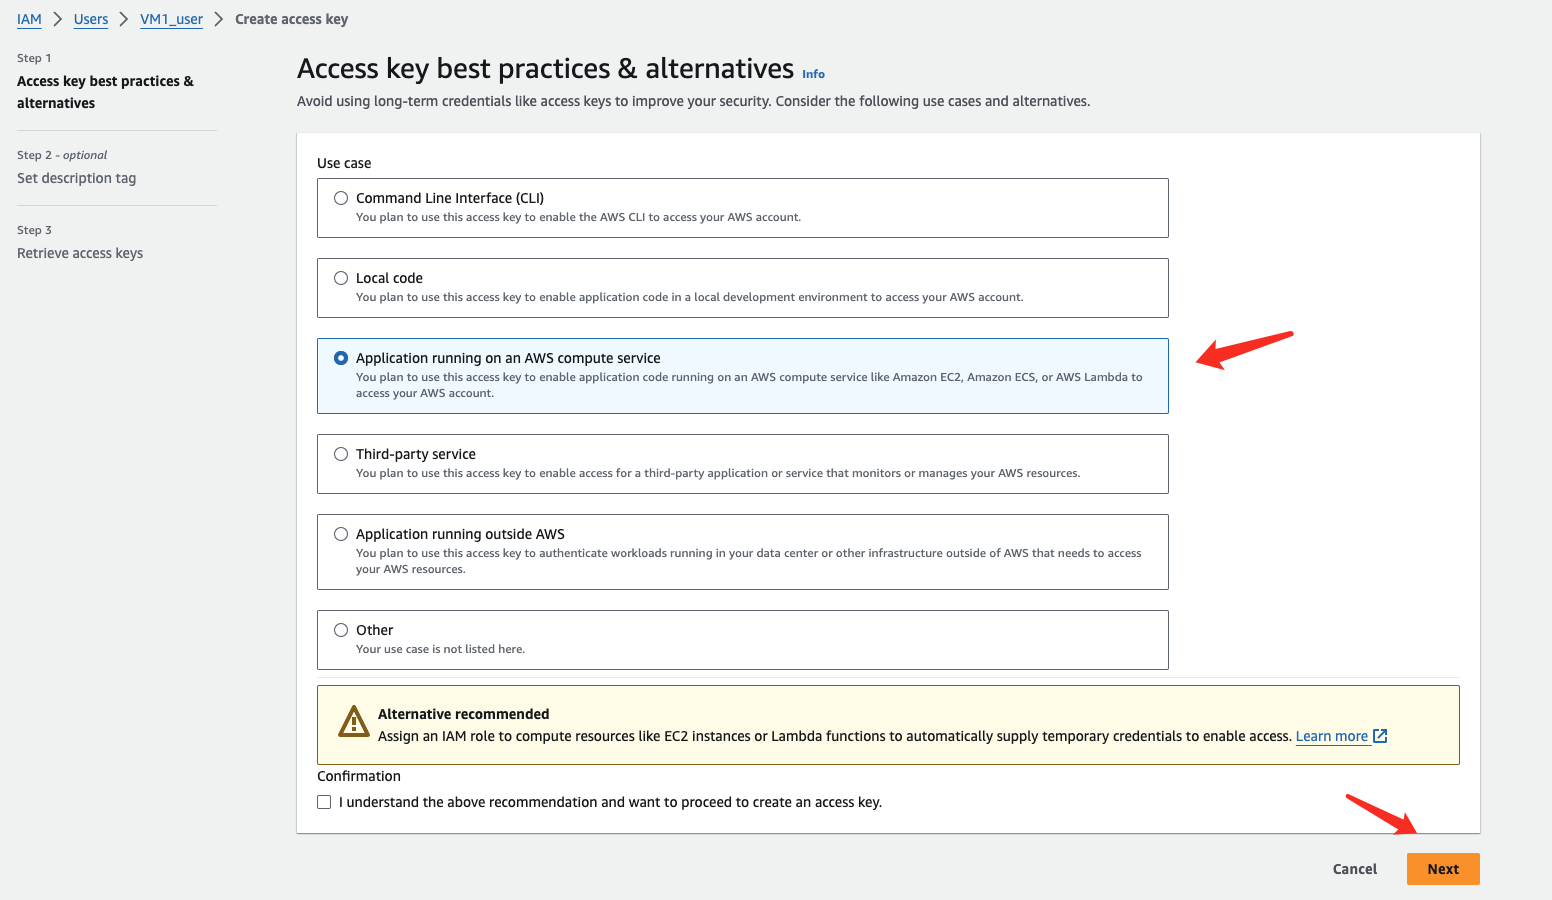 IAM > Users > VM1_user > Create access key
Step 1
Access key best practices &
alternatives
Step 2 - optional
Set description tag
Step 3
Retrieve access keys
Access key best practices & alternatives Info
Avoid using long-term credentials like access keys to improve your security. Consider the following use cases and alternatives.
Use case
Command Line Interface (CLI)
You plan to use this access key to enable the AWS CLI to access your AWS account.
Local code
You plan to use this access key to enable application code in a local development environment to access your AWS account.
Application running on an AWS compute service
You plan to use this access key to enable application code running on an AWS compute service like Amazon EC2, Amazon ECS, or AWS Lambda to
access your AWS account.
Third-party service
You plan to use this access key to enable access for a third-party application or service that monitors or manages your AWS resources.
Application running outside AWS
You plan to use this access key to authenticate workloads running in your data center or other infrastructure outside of AWS that needs to access
your AWS resources.
Other
Your use case is not listed here.
Alternative recommended
Assign an IAM role to compute resources like EC2 instances or Lambda functions to automatically supply temporary credentials to enable access. Learn more
Confirmation
I understand the above recommendation and want to proceed to create an access key.
Cancel Next